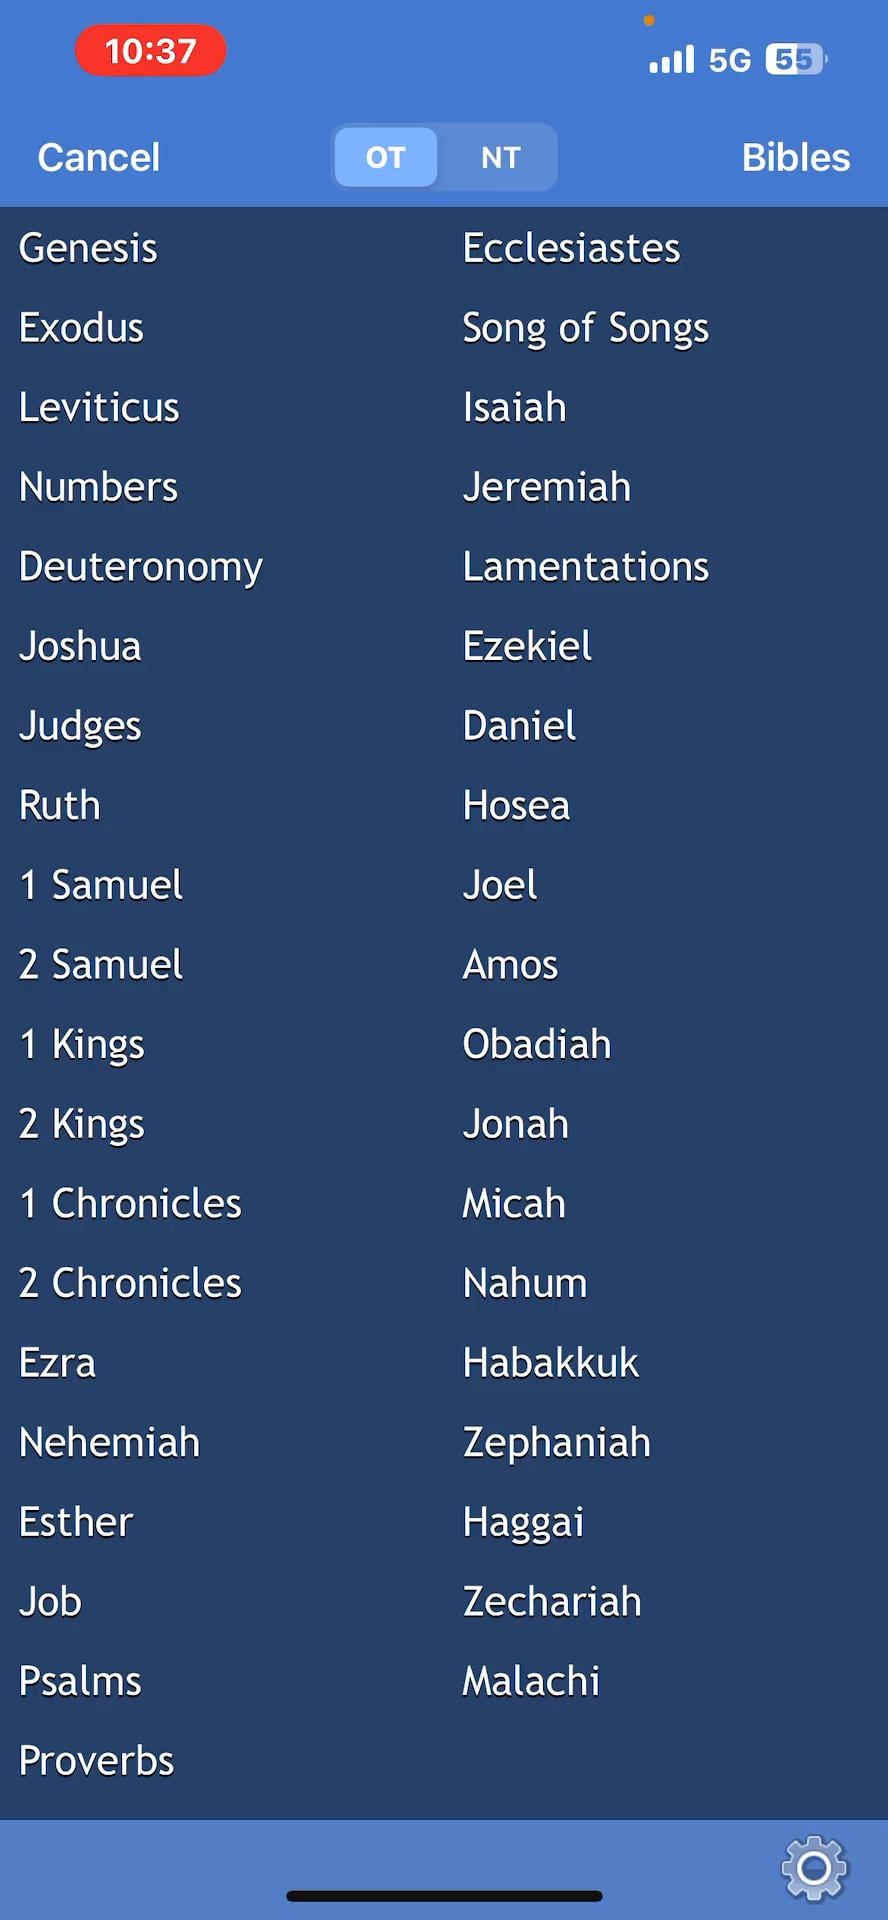 10:37
5G 55
Cancel
OT
NT
Bibles
Genesis
Exodus
Leviticus
Numbers
Deuteronomy
Joshua
Judges
Ruth
1 Samuel
2 Samuel
1 Kings
2 Kings
1 Chronicles
2 Chronicles
Ezra
Nehemiah
Esther
Job
Psalms
Proverbs
Ecclesiastes
Song of Songs
Isaiah
Jeremiah
Lamentations
Ezekiel
Daniel
Hosea
Joel
Amos
Obadiah
Jonah
Micah
Nahum
Habakkuk
Zephaniah
Haggai
Zechariah
Malachi